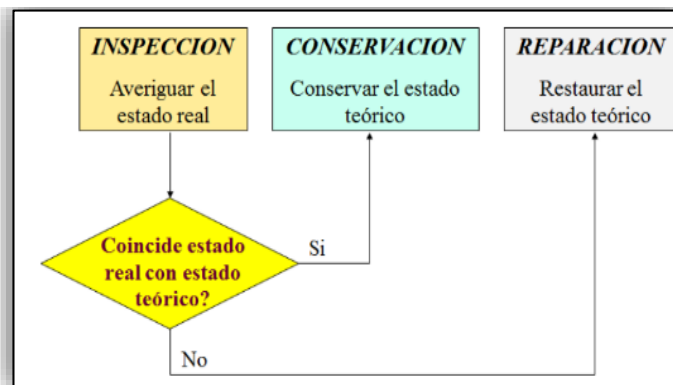 INSPECCION
Averiguar el
estado real
CONSERVACION
Conservar el estado
teórico
REPARACION
Restaurar el
estado teórico
Coincide estado
real con estado
teórico?
Si
No